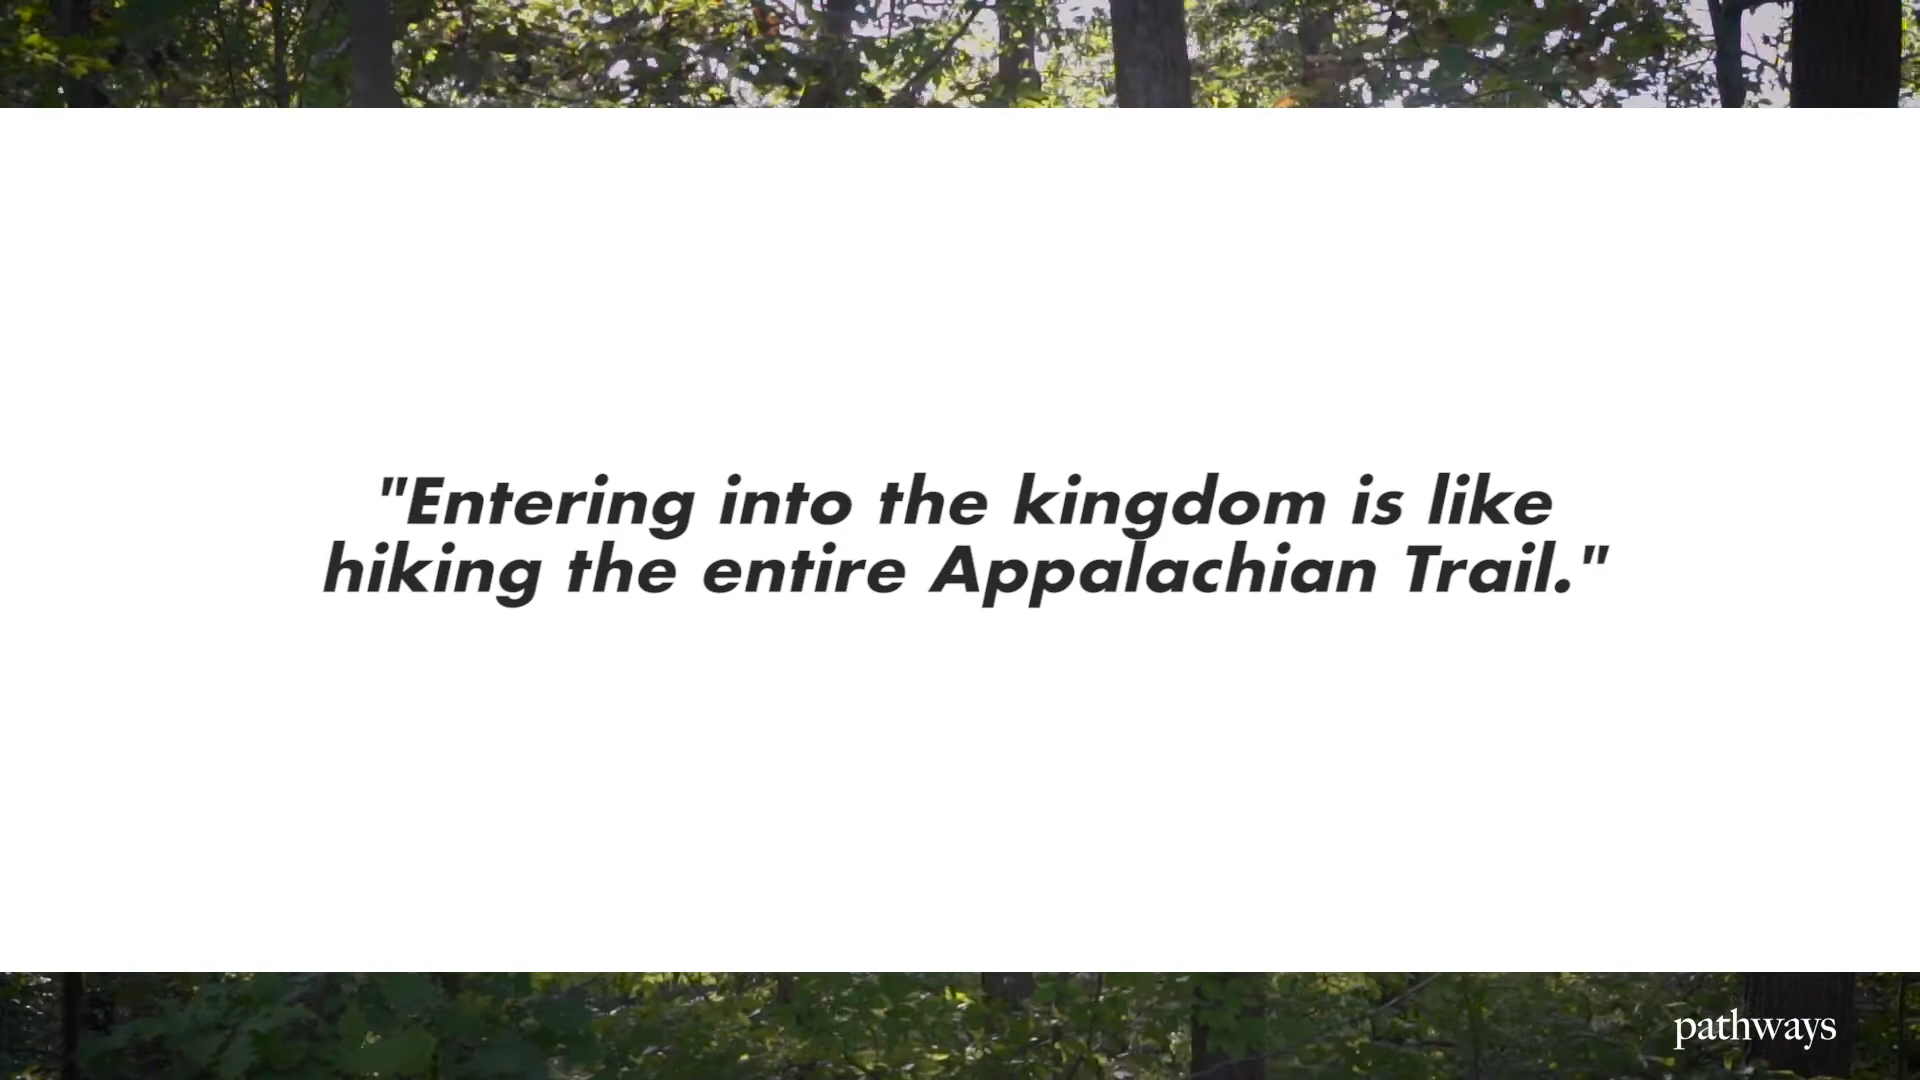 "Entering into the kingdom is like
hiking the entire Appalachian Trail."
pathways